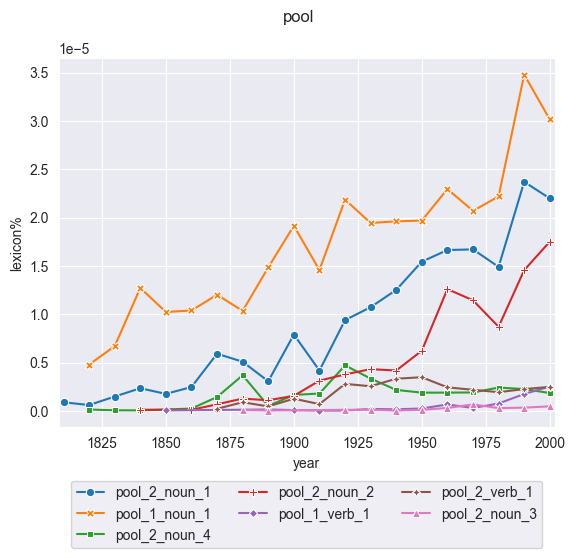 pool
1e−5
3.5
3.0
2.5
2.0
1.5
1.0
0.5
0.0
lexicon%
1825 1850 1875 1900 1925 1950 1975 2000
year
pool_2_noun_1 pool_2_noun_2 pool_2_verb_1
pool_1_noun_1 pool_1_verb_1 pool_2_noun_3
pool_2_noun_4